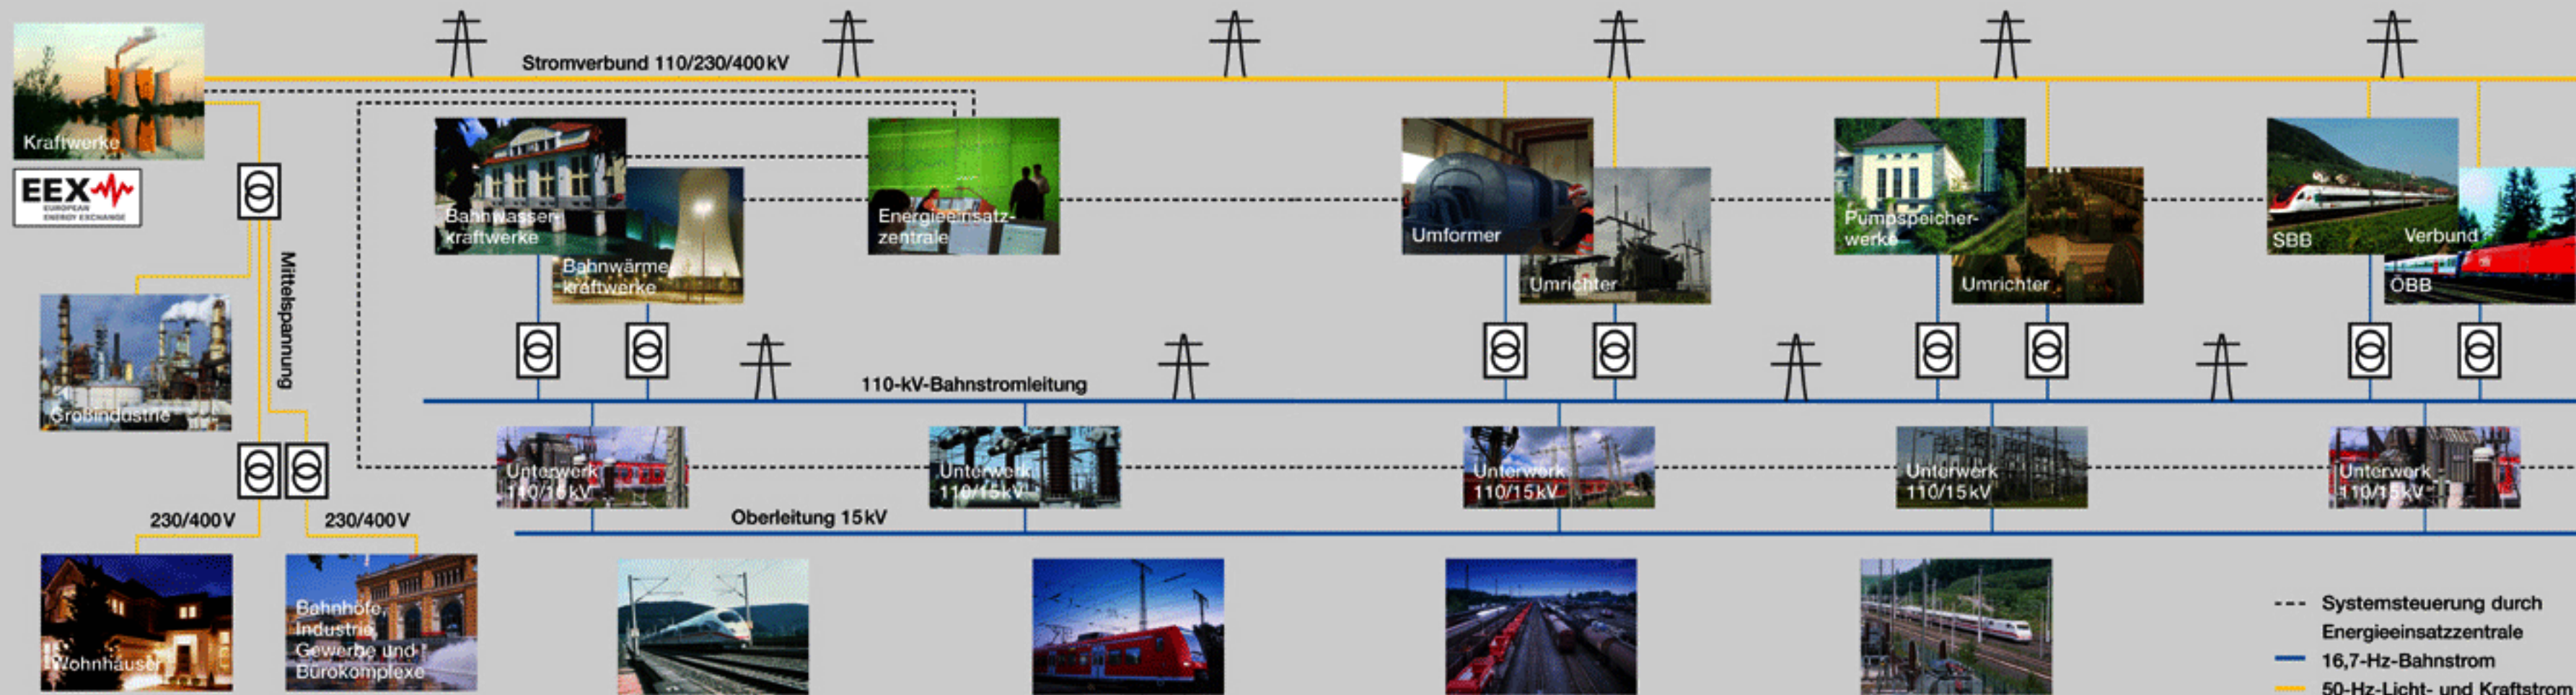 Stromverbund 110/230/400 kV
Kraftwerke
EEX
EUROPEAN
ENERGY EXCHANGE
Mittelspannung
Großindustrie
230/400 V
230/400 V
Wohnhäuser
Bahnhöfe,
Industrie,
Gewerbe und
Bürokomplexe
Bahnwasser-
kraftwerke
Bahnwärme-
kraftwerke
Energieeinsatz-
zentrale
Umformer
Umrichter
Pumpspeicher-
werke
Umrichter
SBB
Verbund
ÖBB
110-kV-Bahnstromleitung
Unterwerk
110/15 kV
Unterwerk
110/15 kV
Unterwerk
110/15 kV
Unterwerk
110/15 kV
Unterwerk
110/15 kV
Oberleitung 15 kV
Systemsteuerung durch
Energieeinsatzzentrale
16,7-Hz-Bahnstrom
50-Hz-Licht- und Kraftstrom